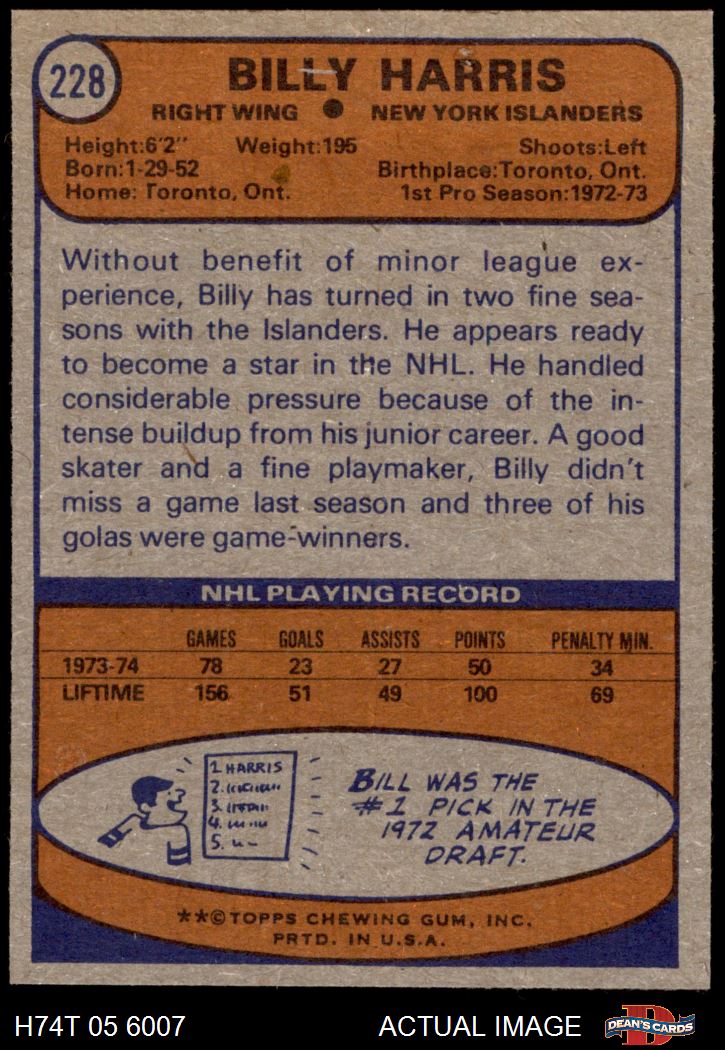 228
BILLY HARRIS
RIGHT WING ● NEW YORK ISLANDERS
Height:6'2" Weight:195 Shoots:Left
Born:1-29-52 Birthplace:Toronto, Ont.
Home: Toronto, Ont. 1st Pro Season:1972-73
Without benefit of minor league ex-
perience, Billy has turned in two fine sea-
sons with the Islanders. He appears ready
to become a star in the NHL. He handled
considerable pressure because of the in-
tense buildup from his junior career. A good
skater and a fine playmaker, Billy didn't
miss a game last season and three of his
golas were game-winners.
NHL PLAYING RECORD
GAMES GOALS ASSISTS POINTS PENALTY MIN.
1973-74 78 23 27 50 34
LIFTIME 156 51 49 100 69
1. HARRIS
2.
3.
4.
5.
BILL WAS THE
#1 PICK IN THE
1972 AMATEUR
DRAFT.
**©TOPPS CHEWING GUM, INC.
PRTD. IN U.S.A.
H74T 05 6007 ACTUAL IMAGE DEAN'S CARDS